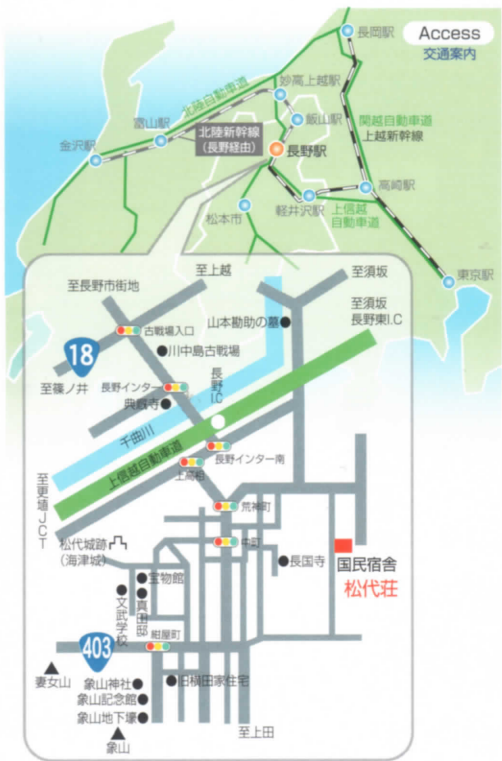 Access
交通案内
長岡駅
妙高上越駅
北陸自動車道
飯山駅
関越自動車道
上越新幹線
富山駅
北陸新幹線
(長野経由)
金沢駅
長野駅
高崎駅
軽井沢駅
上信越
自動車道
松本市
東京駅
至上越
至須坂
至長野市街地
至須坂
長野東I.C
古戦場入口
山本勘助の墓
18
川中島古戦場
至篠ノ井
長野インター
長野I.C
典厩寺
千曲川
上信越自動車道
長野インター南
土高相
至更埴JCT
荒神町
松代城跡
(海津城)
中町
長国寺
国民宿舎
松代荘
宝物館
真田邸
文武学校
紺屋町
403
妻女山
象山神社
旧横田家住宅
象山記念館
象山地下壕
至上田
象山